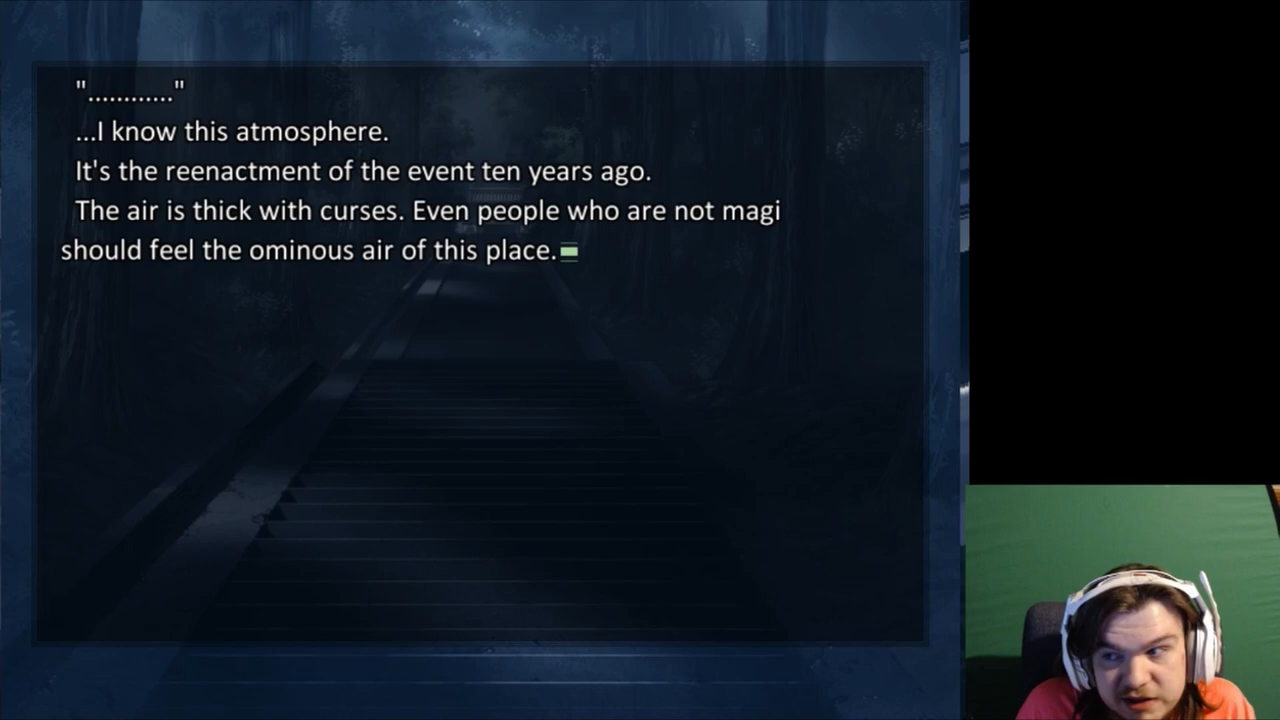 "............"
...I know this atmosphere.
It's the reenactment of the event ten years ago.
The air is thick with curses. Even people who are not magi
should feel the ominous air of this place.